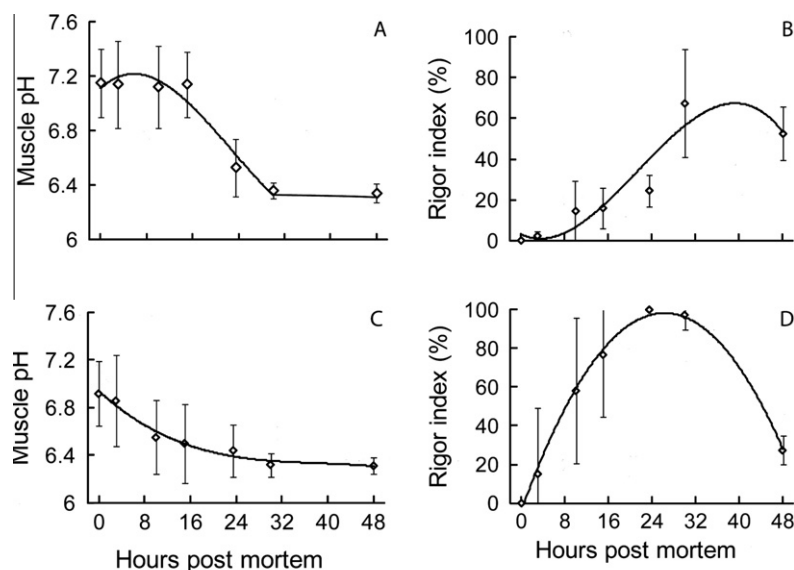 A
7.6
7.2
6.8
6.4
6
Muscle pH
B
100
80
60
40
20
0
Rigor index (%)
C
7.6
7.2
6.8
6.4
6
Muscle pH
0 8 16 24 32 40 48
Hours post mortem
D
100
80
60
40
20
0
Rigor index (%)
0 8 16 24 32 40 48
Hours post mortem